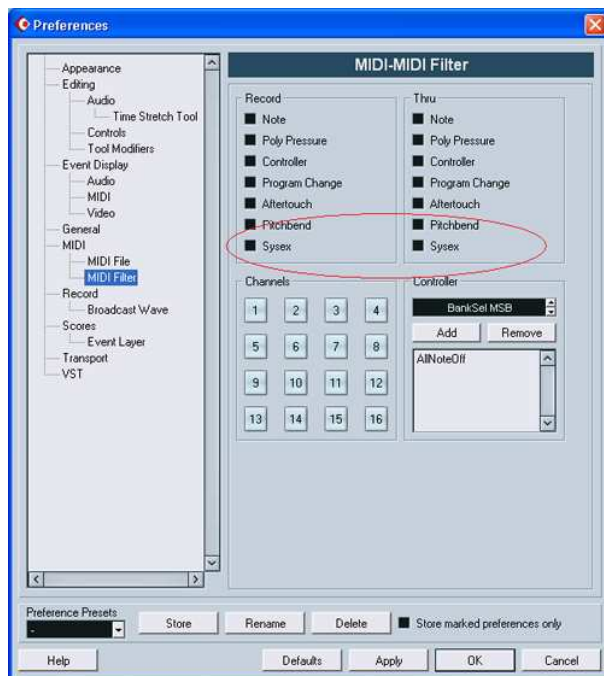 Preferences
Appearance
Editing
Audio
Time Stretch Tool
Controls
Tool Modifiers
Event Display
Audio
MIDI
Video
General
MIDI
MIDI File
MIDI Filter
Record
Broadcast Wave
Scores
Event Layer
Transport
VST
MIDI-MIDI Filter
Record
Note
Poly Pressure
Controller
Program Change
Aftertouch
Pitchbend
Sysex
Thru
Note
Poly Pressure
Controller
Program Change
Aftertouch
Pitchbend
Sysex
Channels
1 2 3 4
5 6 7 8
9 10 11 12
13 14 15 16
Controller
BankSel MSB
Add Remove
AllNoteOff
Preference Presets
-
Store Rename Delete Store marked preferences only
Help Defaults Apply OK Cancel